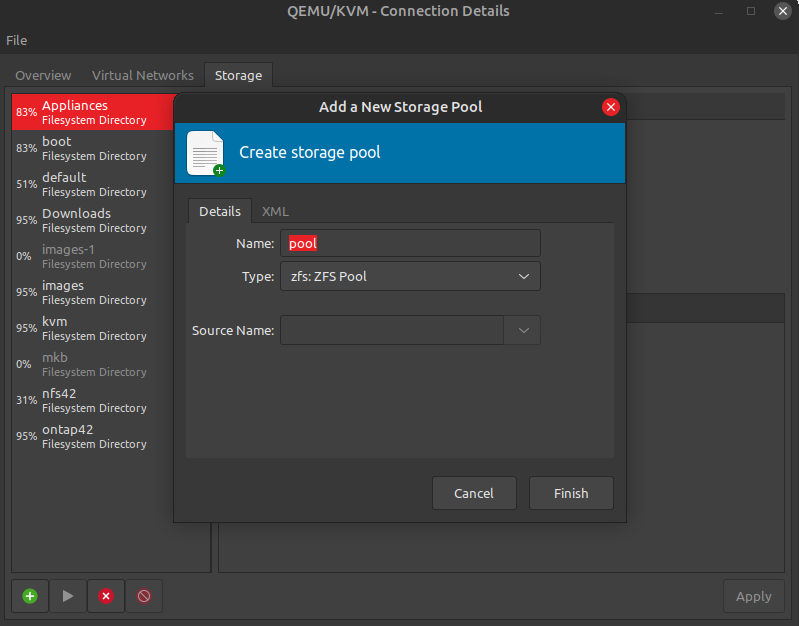 QEMU/KVM - Connection Details
File
Overview Virtual Networks Storage
83% Appliances
Filesystem Directory
83% boot
Filesystem Directory
51% default
Filesystem Directory
95% Downloads
Filesystem Directory
0% images-1
Filesystem Directory
95% images
Filesystem Directory
95% kvm
Filesystem Directory
0% mkb
Filesystem Directory
31% nfs42
Filesystem Directory
95% ontap42
Filesystem Directory
Add a New Storage Pool
Create storage pool
Details XML
Name: pool
Type: zfs: ZFS Pool
Source Name:
Cancel Finish
Apply